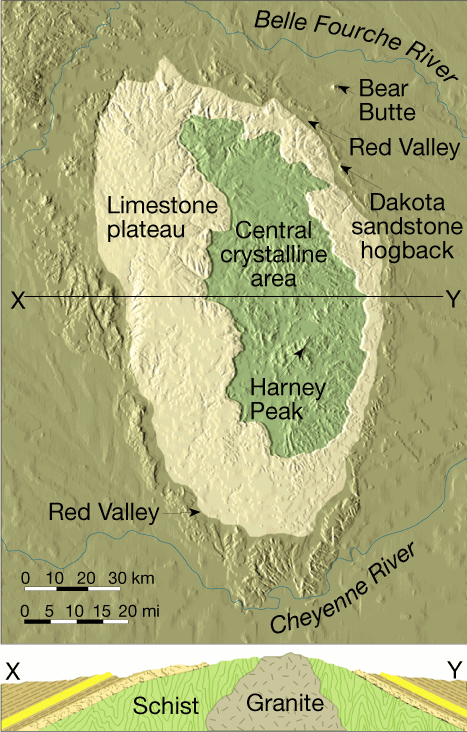 Belle Fourche River
Bear
Butte
Red Valley
Limestone
plateau
Dakota
sandstone
hogback
Central
crystalline
area
X
Y
Harney
Peak
Red Valley
0 10 20 30 km
0 5 10 15 20 mi
Cheyenne River
X
Y
Schist
Granite